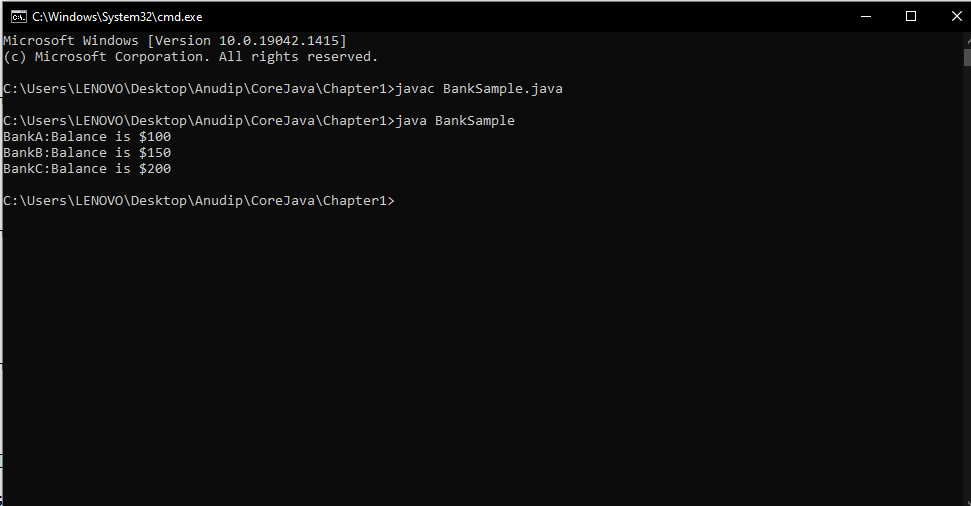 C:\Windows\System32\cmd.exe
Microsoft Windows [Version 10.0.19042.1415]
(c) Microsoft Corporation. All rights reserved.
C:\Users\LENOVO\Desktop\Anudip\CoreJava\Chapter1>javac BankSample.java
C:\Users\LENOVO\Desktop\Anudip\CoreJava\Chapter1>java BankSample
BankA:Balance is $100
BankB:Balance is $150
BankC:Balance is $200
C:\Users\LENOVO\Desktop\Anudip\CoreJava\Chapter1>